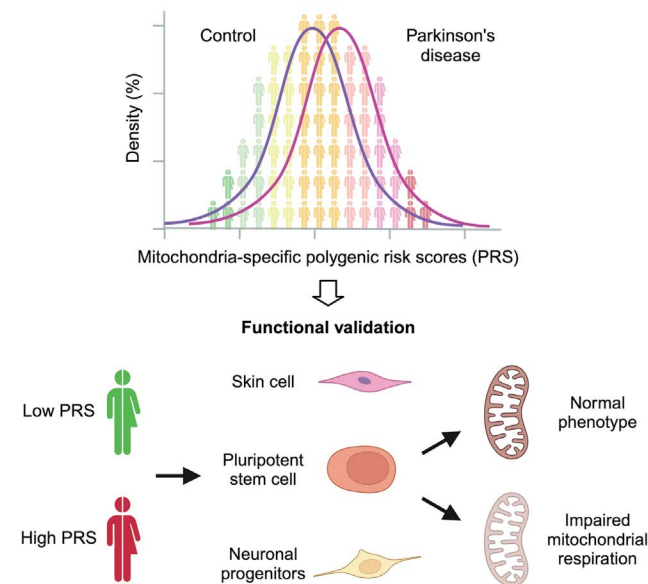 Control
Parkinson's
disease
Density (%)
Mitochondria-specific polygenic risk scores (PRS)
Functional validation
Skin cell
Low PRS
Normal
phenotype
Pluripotent
stem cell
High PRS
Impaired
mitochondrial
respiration
Neuronal
progenitors